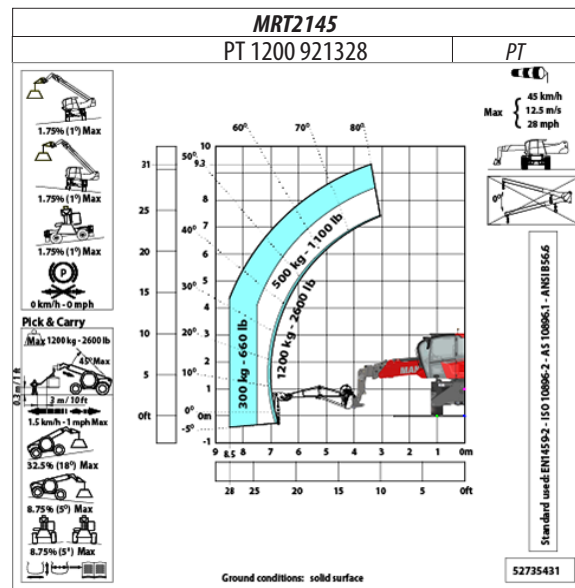 MRT2145
PT 1200 921328
PT
1.75% (1°) Max
1.75% (1°) Max
1.75% (1°) Max
P
0 km/h - 0 mph
Pick & Carry
Max 1200 kg - 2600 lb
45° Max
0.3 m / 1 ft
3 m / 10 ft
1.5 km/h - 1 mph Max
32.5% (18°) Max
8.75% (5°) Max
8.75% (5°) Max
31
25
20
15
10
5
0ft
10
9.3
8
7
6
5
4
3
2
1
0m
-1
50°
60°
70°
80°
40°
30°
20°
10°
0°
-5°
300 kg - 660 lb
500 kg - 1100 lb
1200 kg - 2600 lb
9 8.5 8 7 6 5 4 3 2 1 0m
28 25 20 15 10 5 0ft
Ground conditions: solid surface
Max
45 km/h
12.5 m/s
28 mph
0°
Standard used: EN1459-2 - ISO 10896-2 - AS 10896.1 - ANSI B56.6
52735431